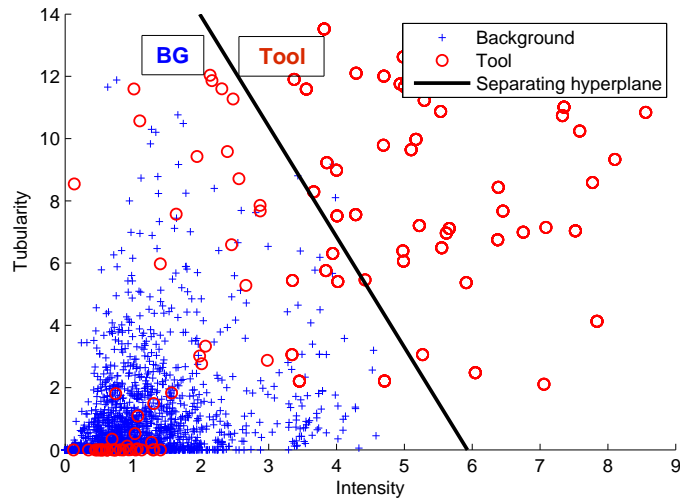 14
12
10
8
6
4
2
0
Tubularity
BG
Tool
Background
Tool
Separating hyperplane
0 1 2 3 4 5 6 7 8 9
Intensity